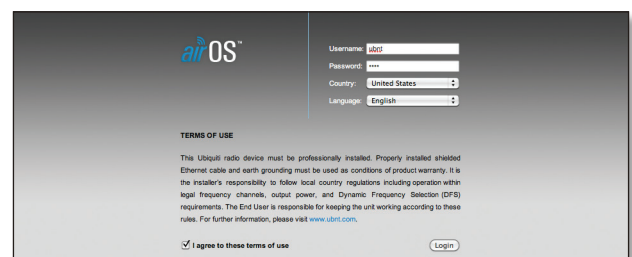 airOS™
Username: ubnt
Password: ••••
Country: United States
Language: English
TERMS OF USE
This Ubiquiti radio device must be professionally installed. Properly installed shielded
Ethernet cable and earth grounding must be used as conditions of product warranty. It is
the installer's responsibility to follow local country regulations including operation within
legal frequency channels, output power, and Dynamic Frequency Selection (DFS)
requirements. The End User is responsible for keeping the unit working according to these
rules. For further information, please visit www.ubnt.com.
I agree to these terms of use
Login